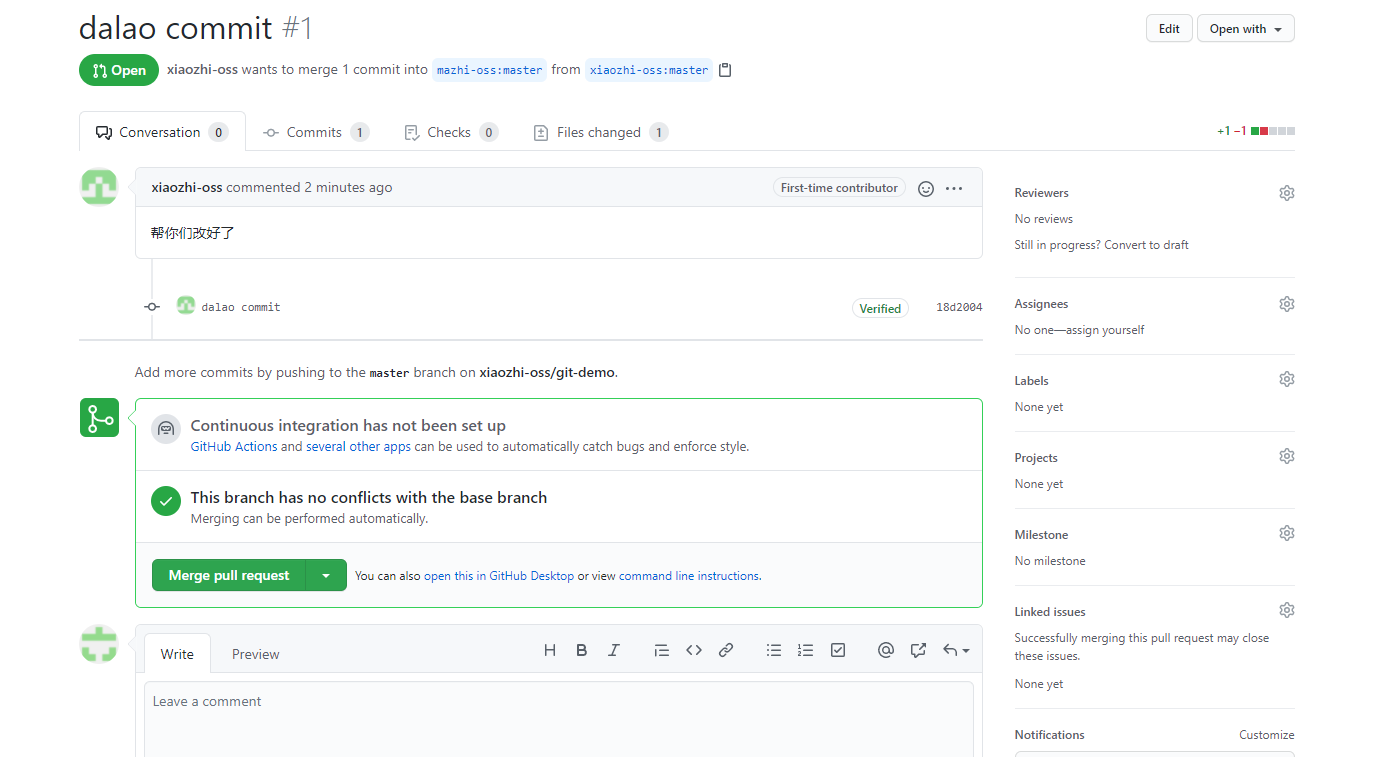 dalao commit #1
Edit
Open with
Open
xiaozhi-oss wants to merge 1 commit into mazhi-oss:master from xiaozhi-oss:master
Conversation 0
Commits 1
Checks 0
Files changed 1
+1 −1
xiaozhi-oss commented 2 minutes ago
First-time contributor
帮你们改好了
dalao commit
Verified
18d2004
Add more commits by pushing to the master branch on xiaozhi-oss/git-demo.
Continuous integration has not been set up
GitHub Actions and several other apps can be used to automatically catch bugs and enforce style.
This branch has no conflicts with the base branch
Merging can be performed automatically.
Merge pull request
You can also open this in GitHub Desktop or view command line instructions.
Write
Preview
Leave a comment
Reviewers
No reviews
Still in progress? Convert to draft
Assignees
No one—assign yourself
Labels
None yet
Projects
None yet
Milestone
No milestone
Linked issues
Successfully merging this pull request may close
these issues.
None yet
Notifications
Customize